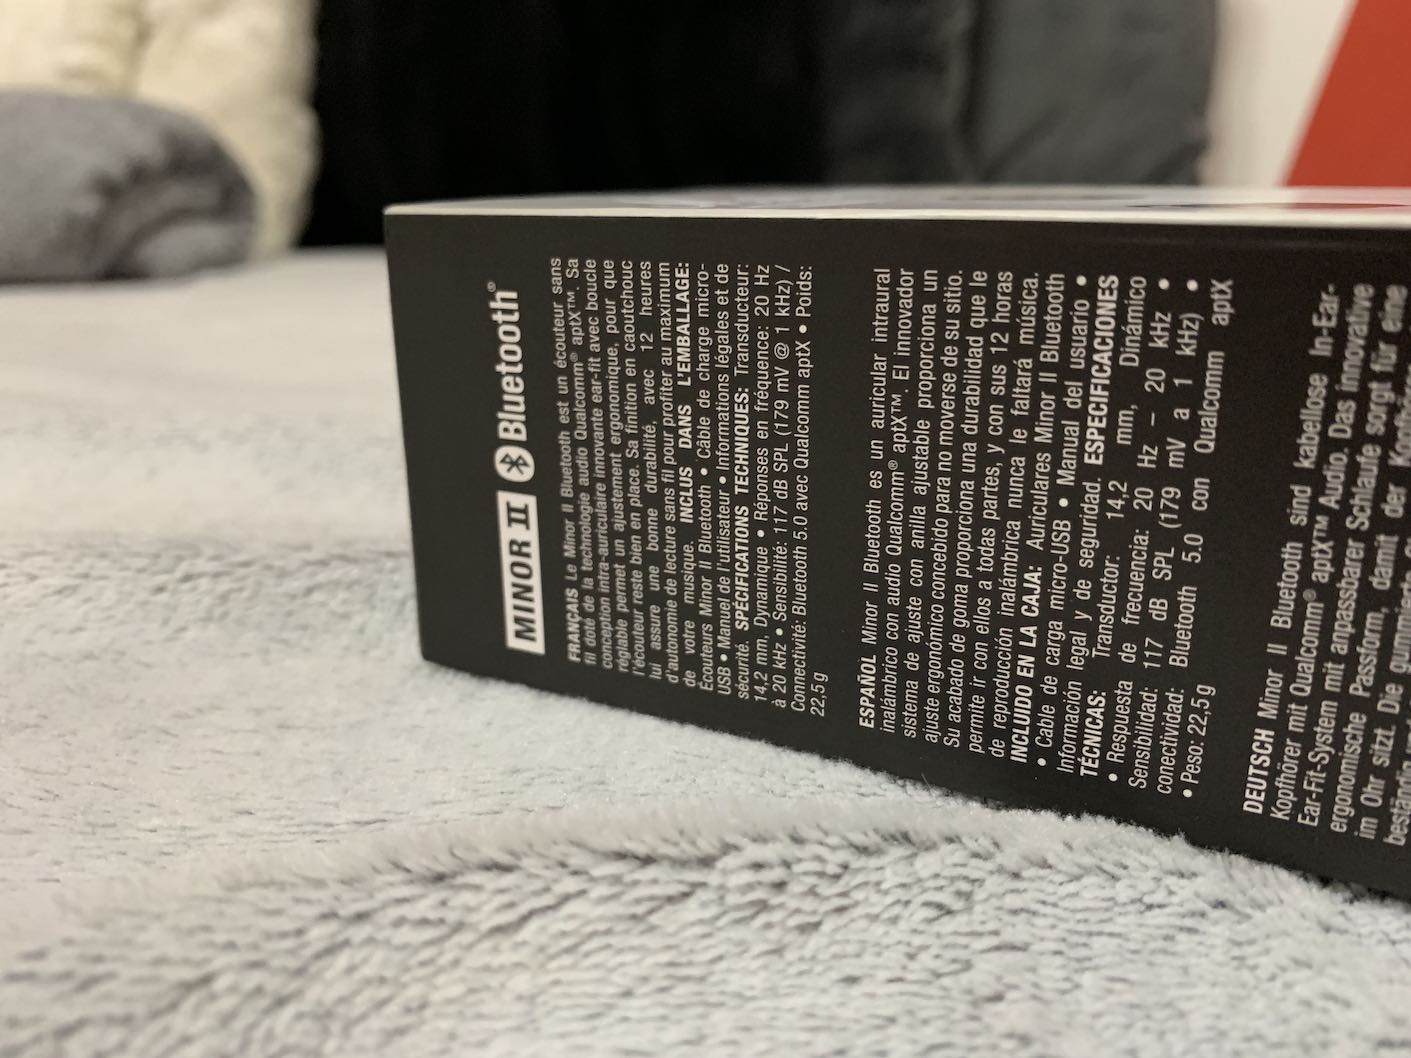 MINOR II Bluetooth®
FRANÇAIS Le Minor II Bluetooth est un écouteur sans
fil doté de la technologie audio Qualcomm® aptX™. Sa
conception intra-auriculaire innovante ear-fit avec boucle
réglable permet un ajustement ergonomique, pour que
l'écouteur reste bien en place. Sa finition en caoutchouc
lui assure une bonne durabilité, avec 12 heures
d'autonomie de lecture sans fil pour profiter au maximum
de votre musique. INCLUS DANS L'EMBALLAGE:
Écouteurs Minor II Bluetooth • Câble de charge micro-
USB • Manuel de l'utilisateur • Informations légales et de
sécurité. SPÉCIFICATIONS TECHNIQUES: Transducteur:
14.2 mm, Dynamique • Réponses en fréquence: 20 Hz
à 20 kHz • Sensibilité: 117 dB SPL (179 mV @ 1 kHz) /
Connectivité: Bluetooth 5.0 avec Qualcomm aptX • Poids:
22,5 g
ESPAÑOL Minor II Bluetooth es un auricular intraural
inalámbrico con audio Qualcomm® aptX™. El innovador
sistema de ajuste con anilla ajustable proporciona un
ajuste ergonómico concebido para no moverse de su sitio.
Su acabado de goma proporciona una durabilidad que le
permite ir con ellos a todas partes, y con sus 12 horas
de reproducción inalámbrica nunca le faltará música.
INCLUIDO EN LA CAJA: Auriculares Minor II Bluetooth
• Cable de carga micro-USB • Manual del usuario •
Información legal y de seguridad. ESPECIFICACIONES
TÉCNICAS: Transductor: 14,2 mm, Dinámico
• Respuesta de frecuencia: 20 Hz – 20 kHz •
Sensibilidad: 117 dB SPL (179 mV a 1 kHz) •
conectividad: Bluetooth 5.0 con Qualcomm aptX
• Peso: 22,5 g
DEUTSCH Minor II Bluetooth sind kabellose In-Ear-
Kopfhörer mit Qualcomm® aptX™ Audio. Das innovative
Ear-Fit-System mit anpassbarer Schlaufe sorgt für eine
ergonomische Passform, damit der
im Ohr sitzt. Die